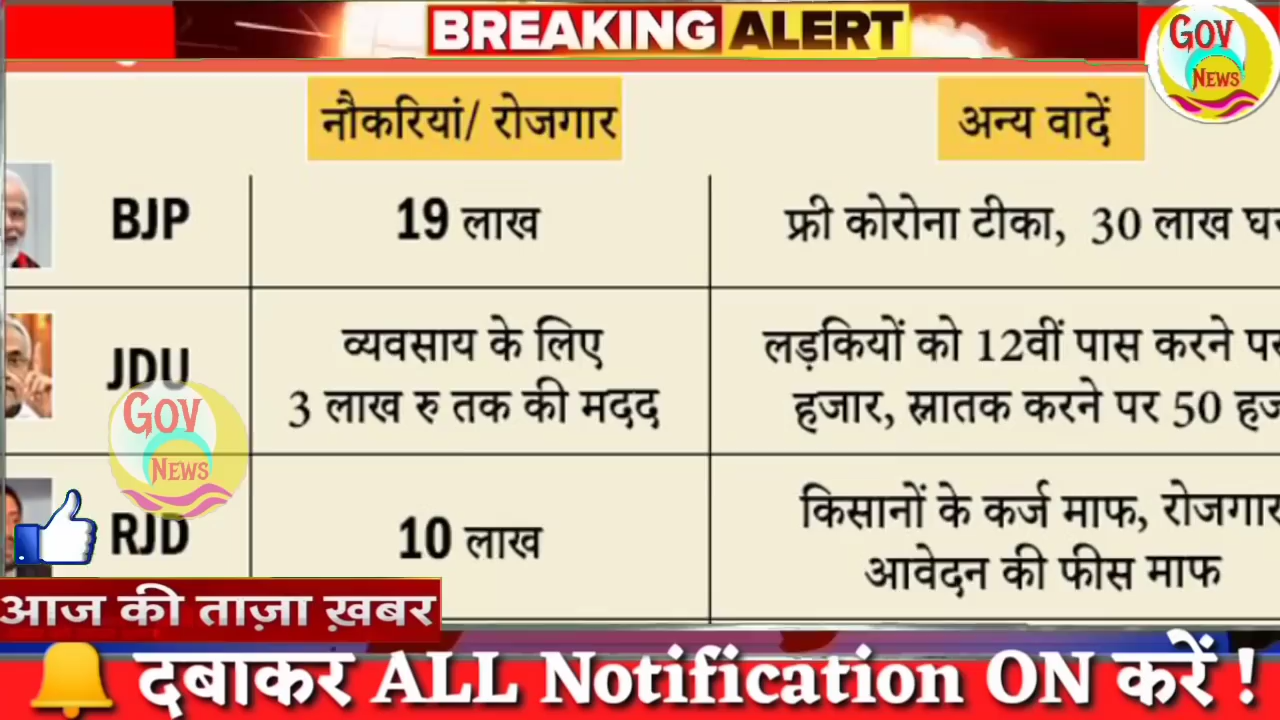 BREAKING ALERT
GOV
NEWS
नौकरियां/ रोजगार
अन्य वादें
BJP
19 लाख
फ्री कोरोना टीका, 30 लाख
JDU
व्यवसाय के लिए
3 लाख रु तक की मदद
लड़कियों को 12वीं पास करने
हजार, स्नातक करने पर 50
GOV
NEWS
RJD
10 लाख
किसानों के कर्ज माफ, रोजगार
आवेदन की फीस माफ
आज की ताज़ा ख़बर
दबाकर ALL Notification ON करें !